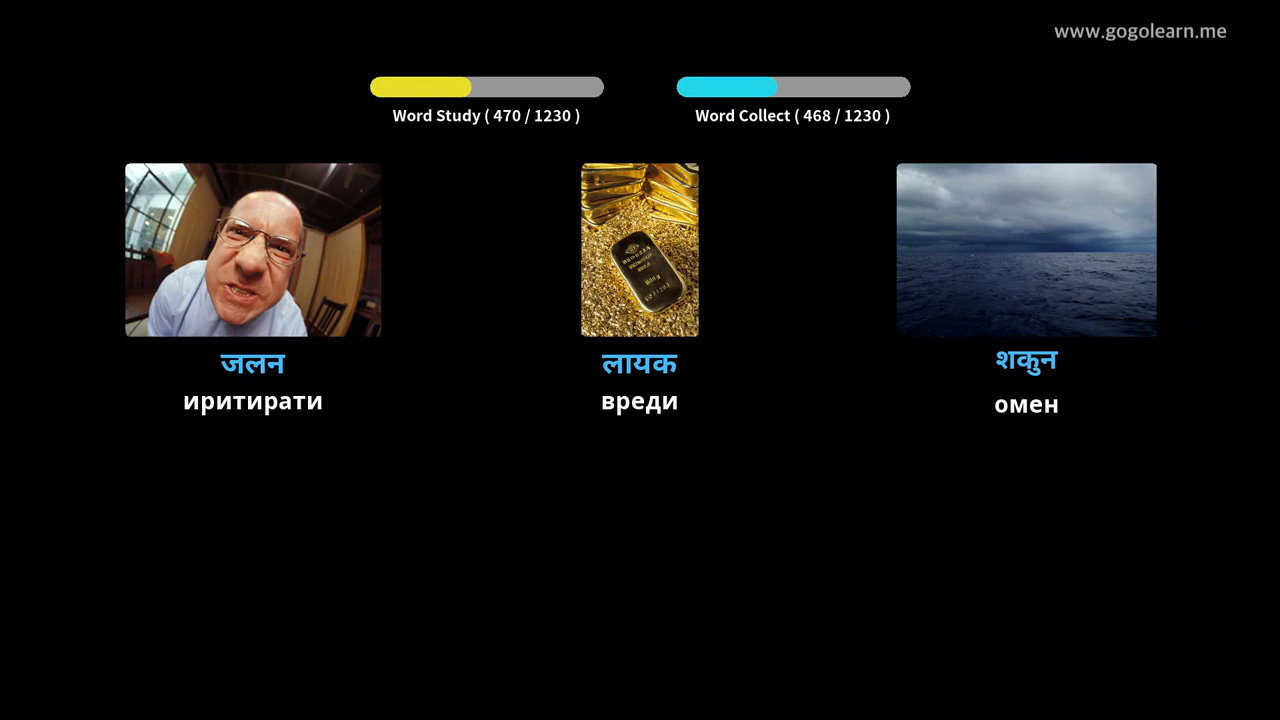 www.gogolearn.me
Word Study ( 470 / 1230 )
Word Collect ( 468 / 1230 )
जलन
иритирати
लायक
вреди
शकुन
омен